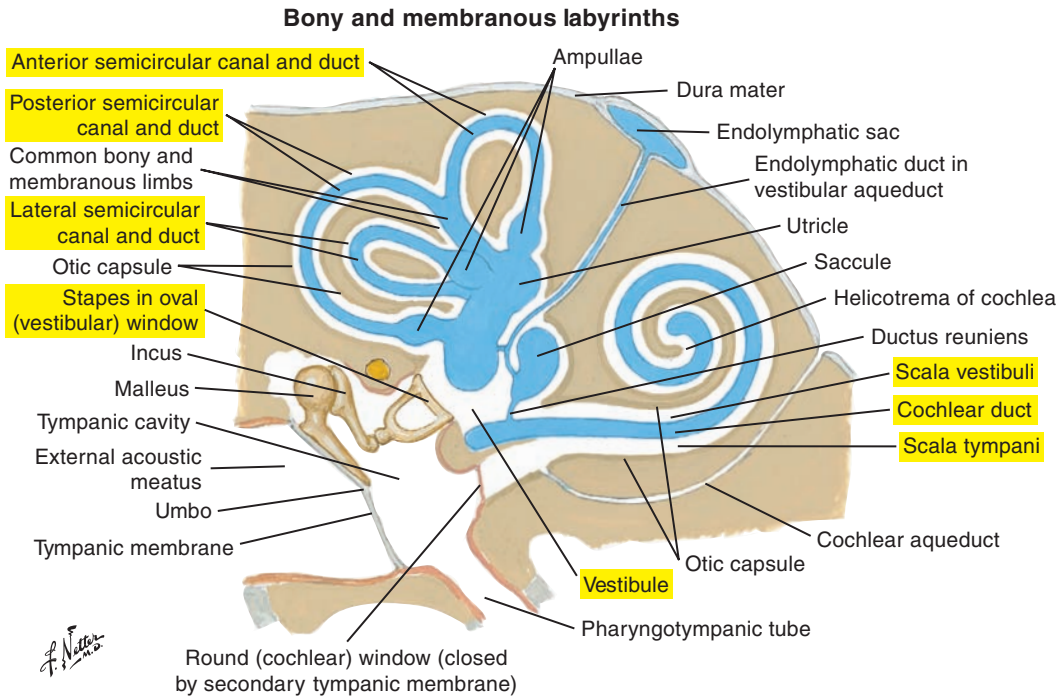 Bony and membranous labyrinths
Anterior semicircular canal and duct
Posterior semicircular
canal and duct
Common bony and
membranous limbs
Lateral semicircular
canal and duct
Otic capsule
Stapes in oval
(vestibular) window
Incus
Malleus
Tympanic cavity
External acoustic
meatus
Umbo
Tympanic membrane
Ampullae
Dura mater
Endolymphatic sac
Endolymphatic duct in
vestibular aqueduct
Utricle
Saccule
Helicotrema of cochlea
Ductus reuniens
Scala vestibuli
Cochlear duct
Scala tympani
Cochlear aqueduct
Otic capsule
Vestibule
Pharyngotympanic tube
Round (cochlear) window (closed
by secondary tympanic membrane)
F. Netter
M.D.